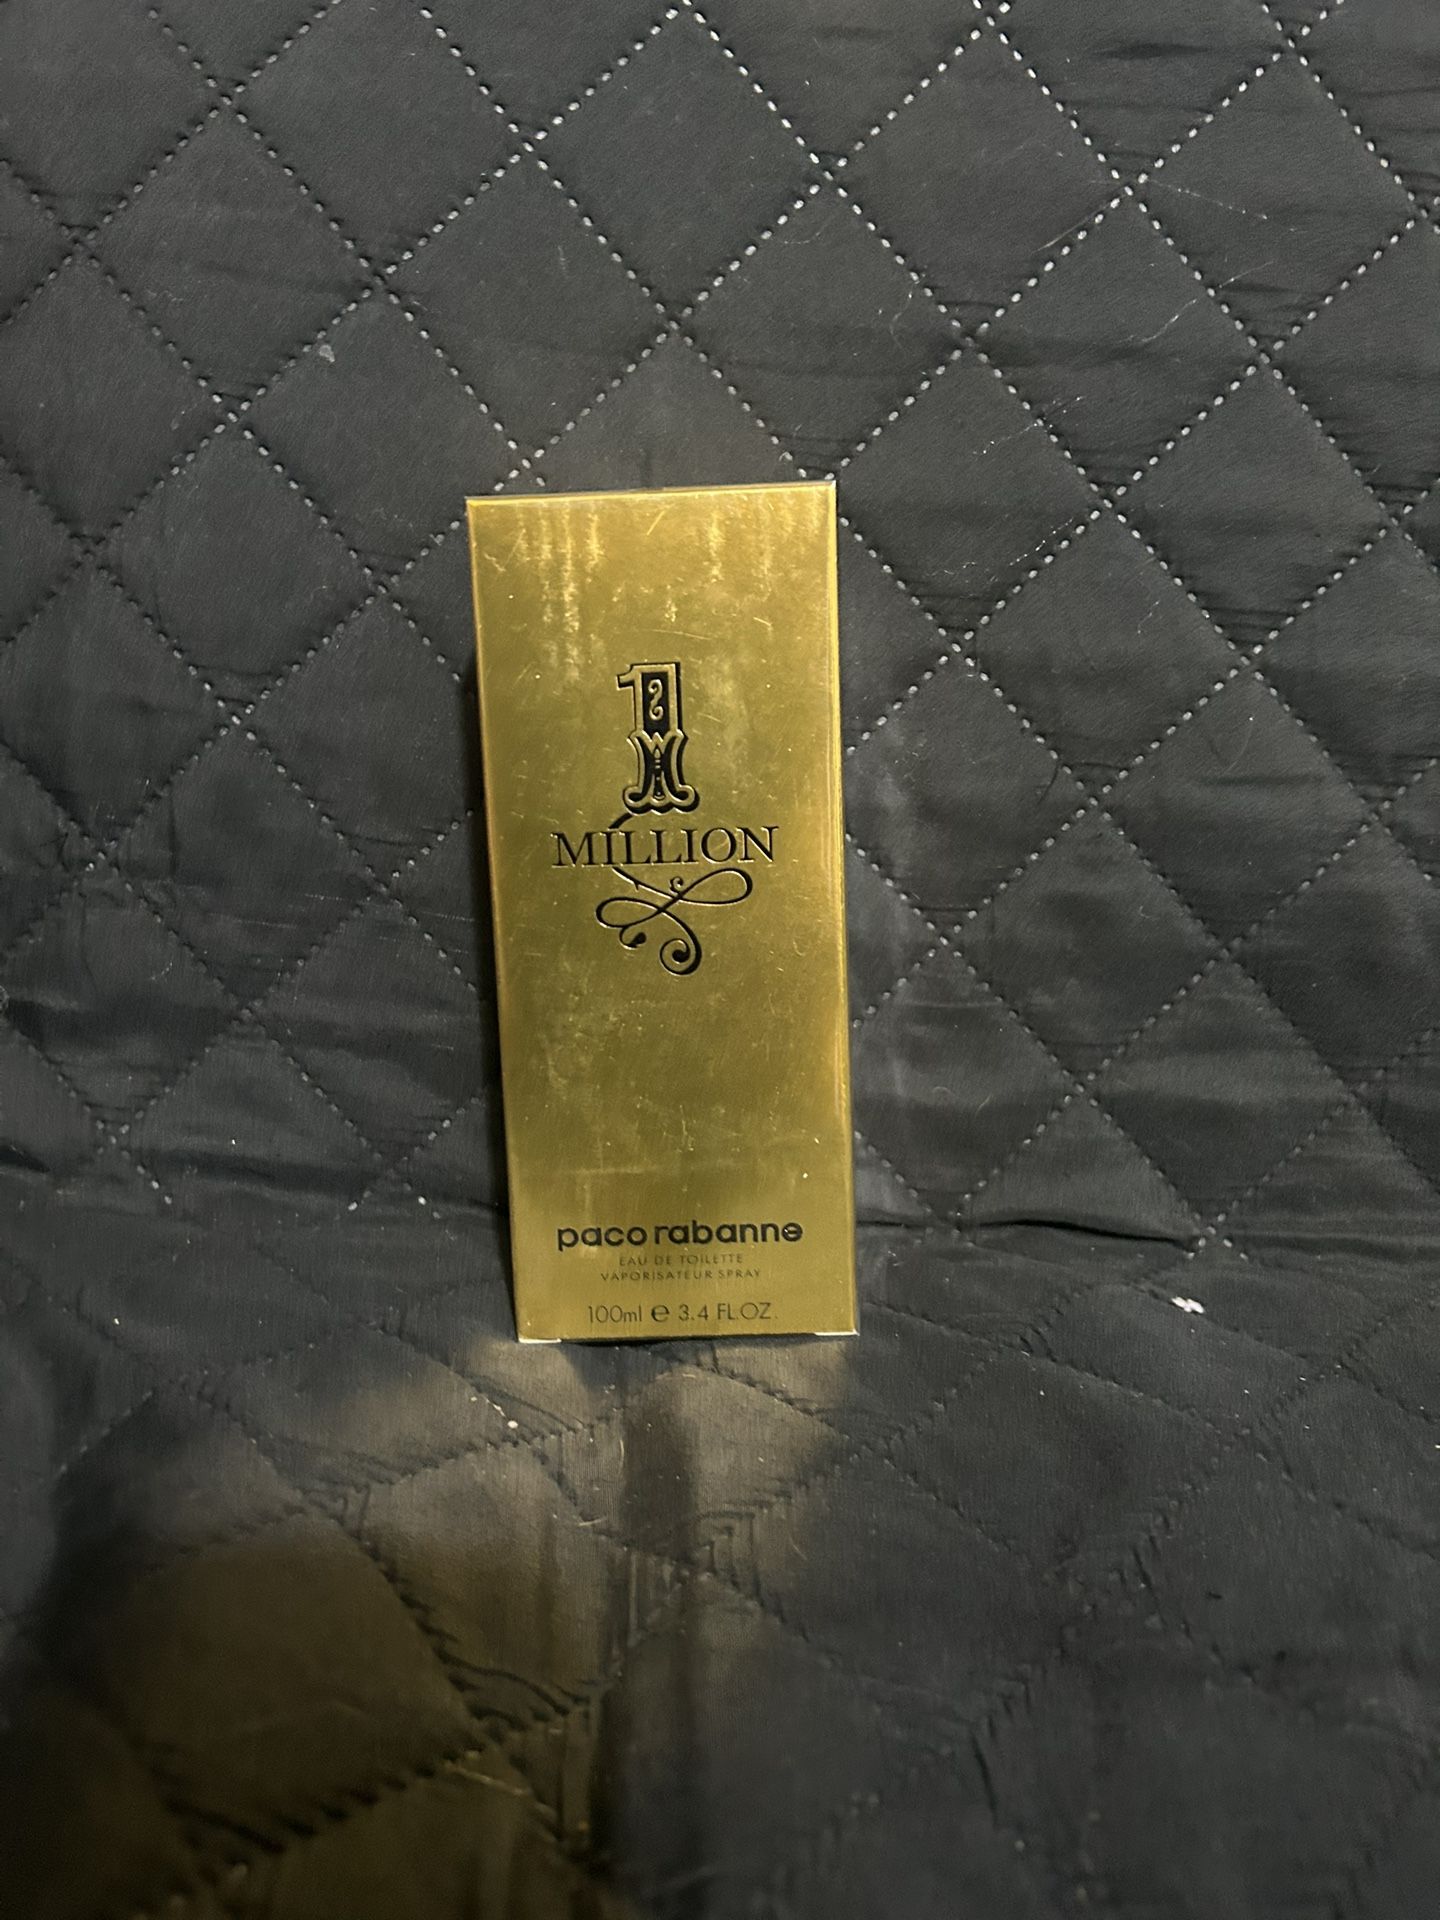 1
MILLION
paco rabanne
EAU DE TOILETTE
VAPORISATEUR SPRAY
100ml ℮ 3.4 FL.OZ.